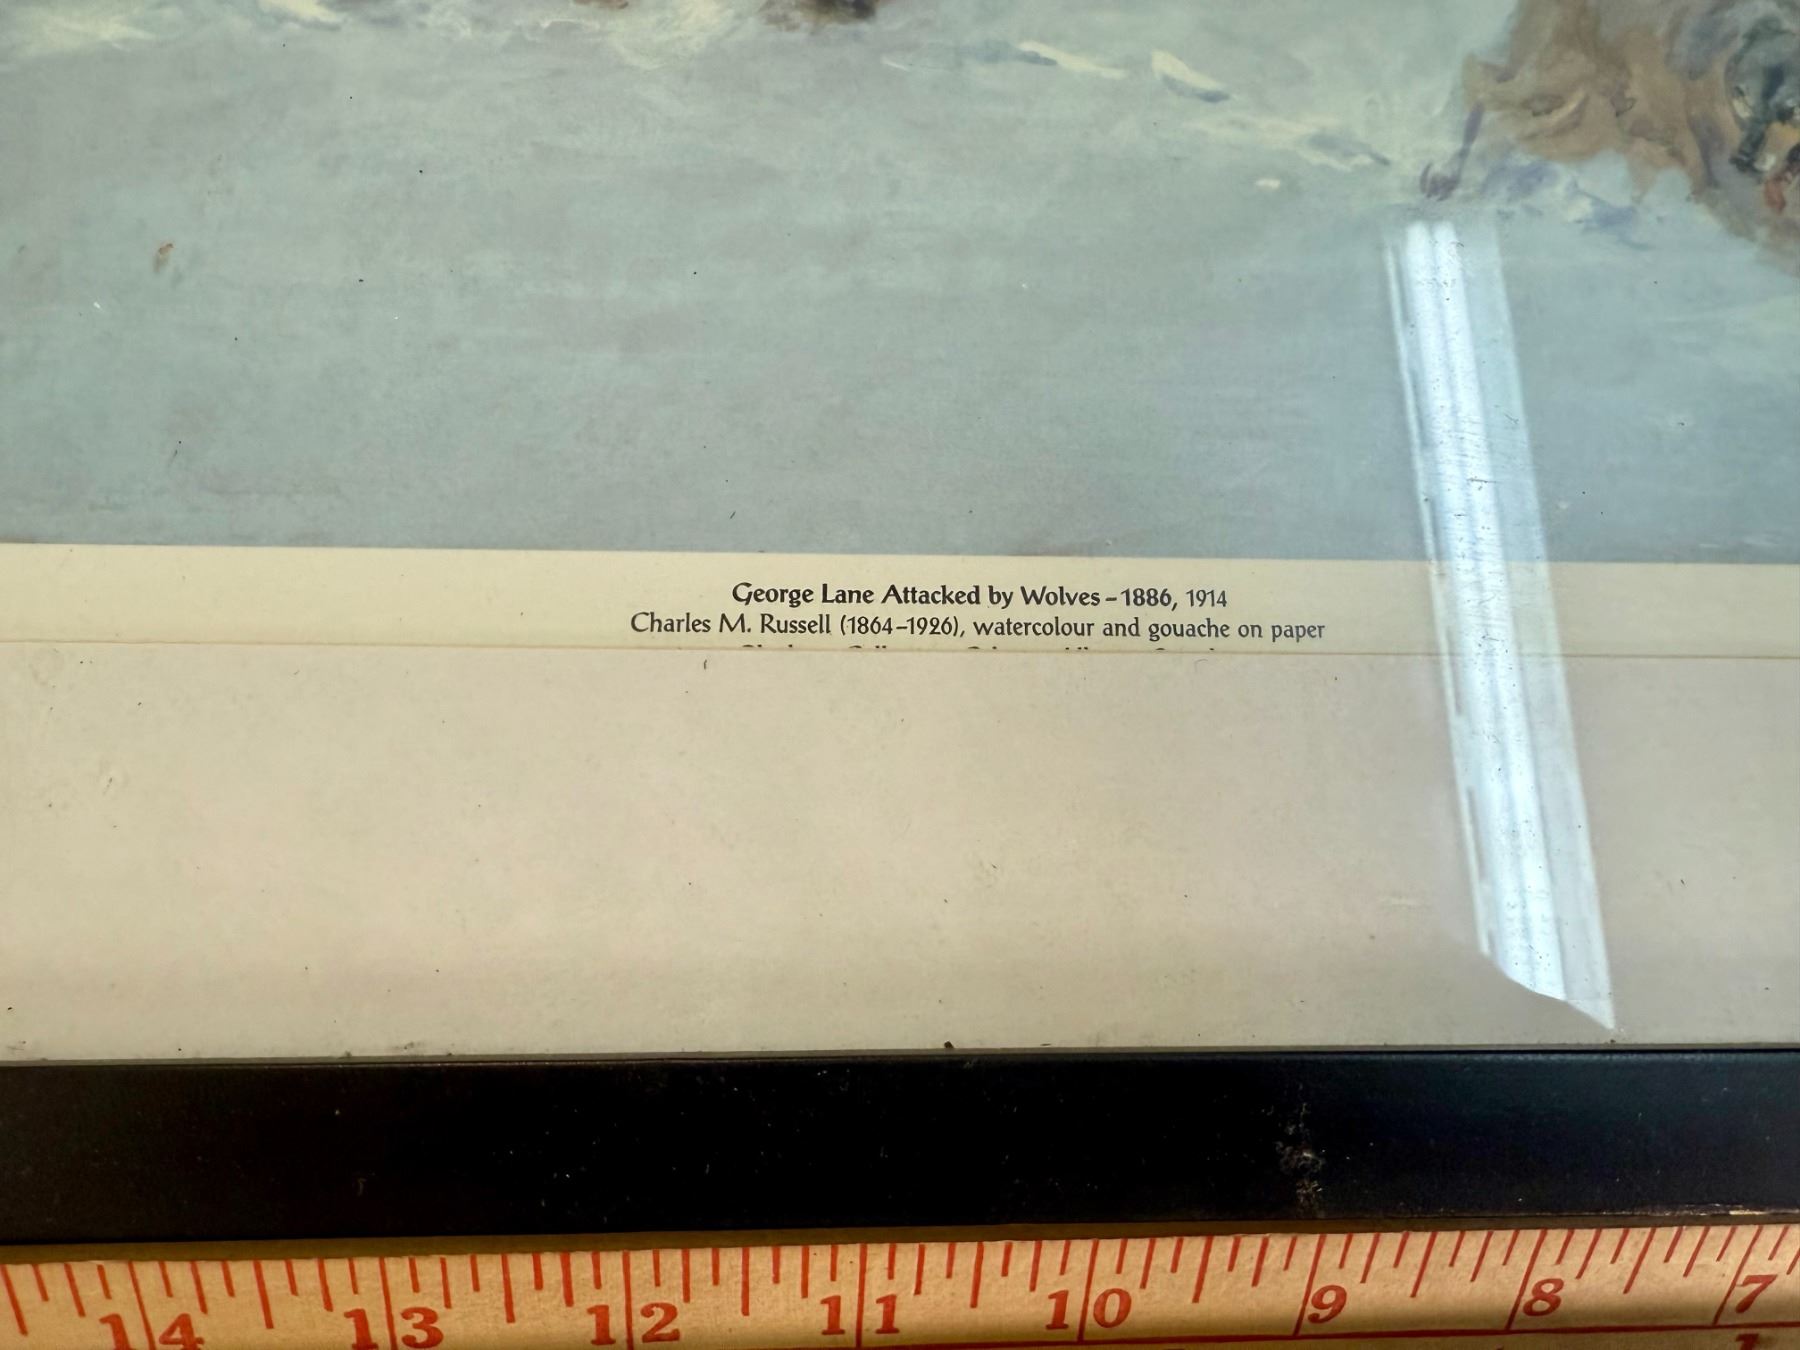 George Lane Attacked by Wolves – 1886, 1914
Charles M. Russell (1864–1926), watercolour and gouache on paper
14 13 12 11 10 9 8 7